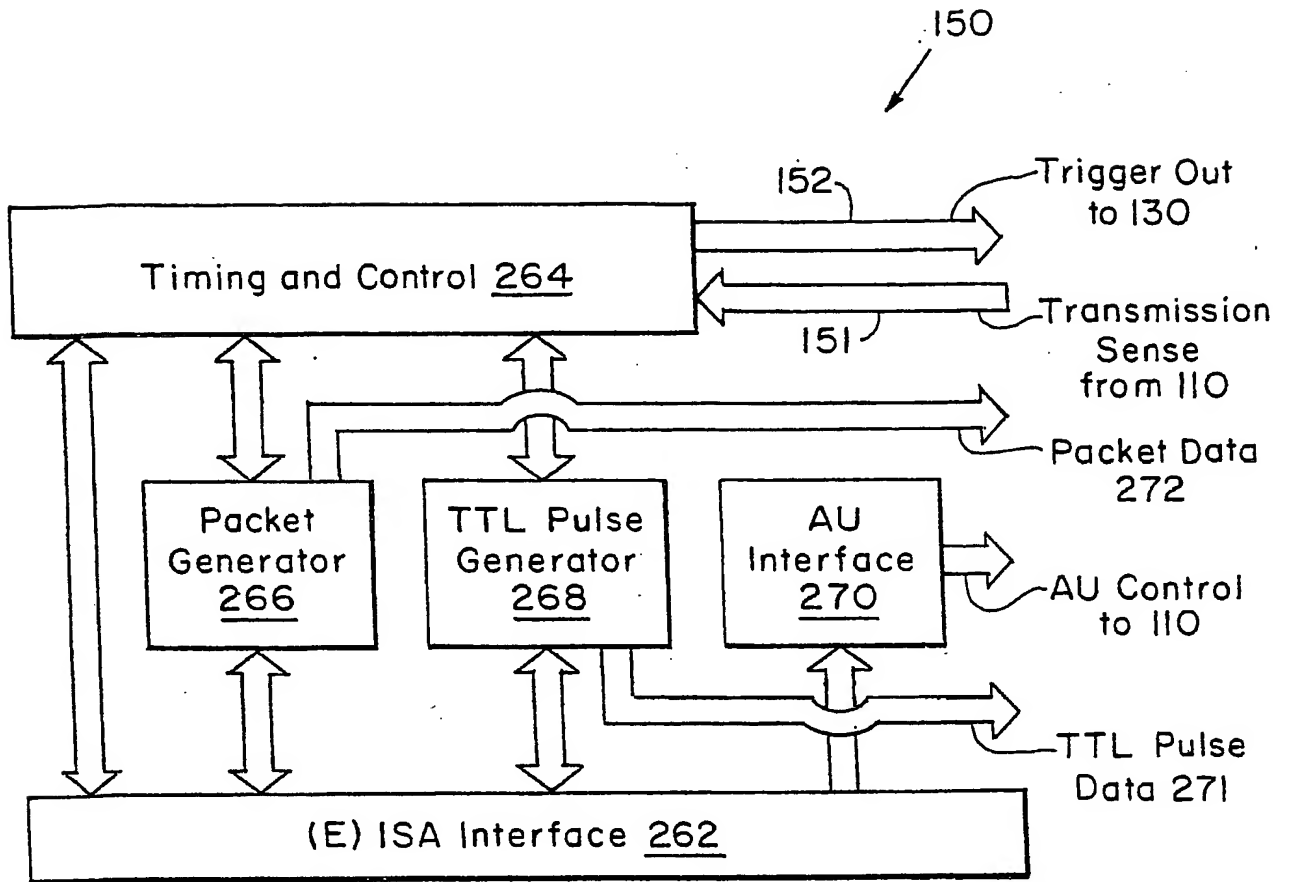 150
152
Trigger Out
to 130
Timing and Control 264
151
Transmission
Sense
from 110
Packet Data
272
Packet
Generator
266
TTL Pulse
Generator
268
AU
Interface
270
AU Control
to 110
TTL Pulse
Data 271
(E) ISA Interface 262